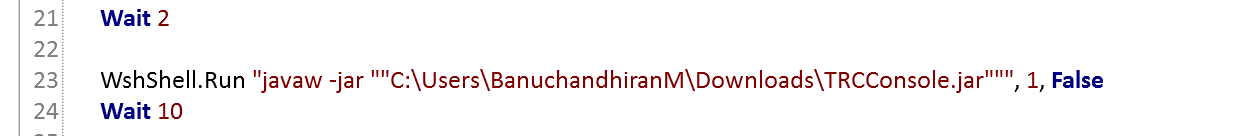 21 Wait 2
22
23 WshShell.Run "javaw -jar ""C:\Users\BanuchandhiranM\Downloads\TRCConsole.jar""", 1, False
24 Wait 10